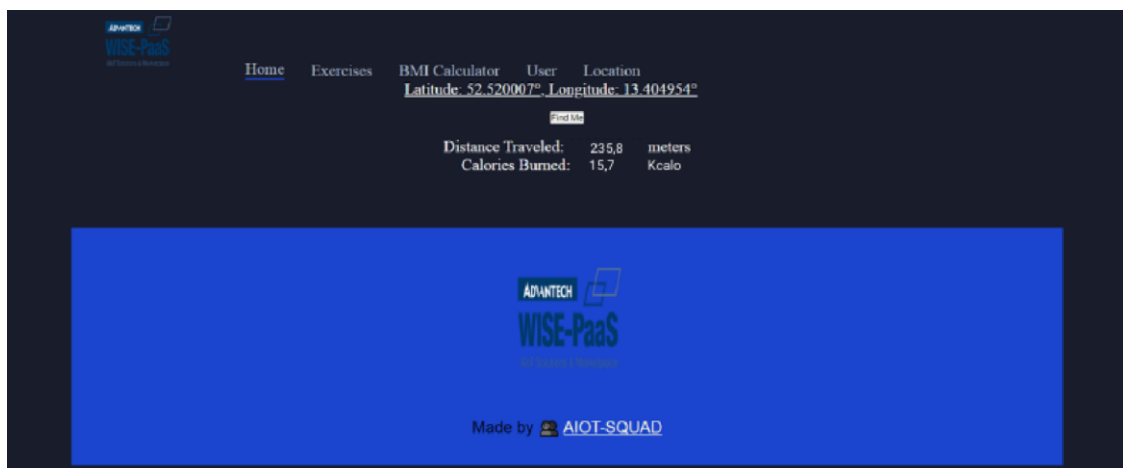 ADVANTECH
WISE-PaaS
Home Exercises BMI Calculator User Location
Latitude: 52.520007°, Longitude: 13.404954°
Find Me
Distance Traveled: 235,8 meters
Calories Burned: 15,7 Kcalo
ADVANTECH
WISE-PaaS
Made by AIOT-SQUAD